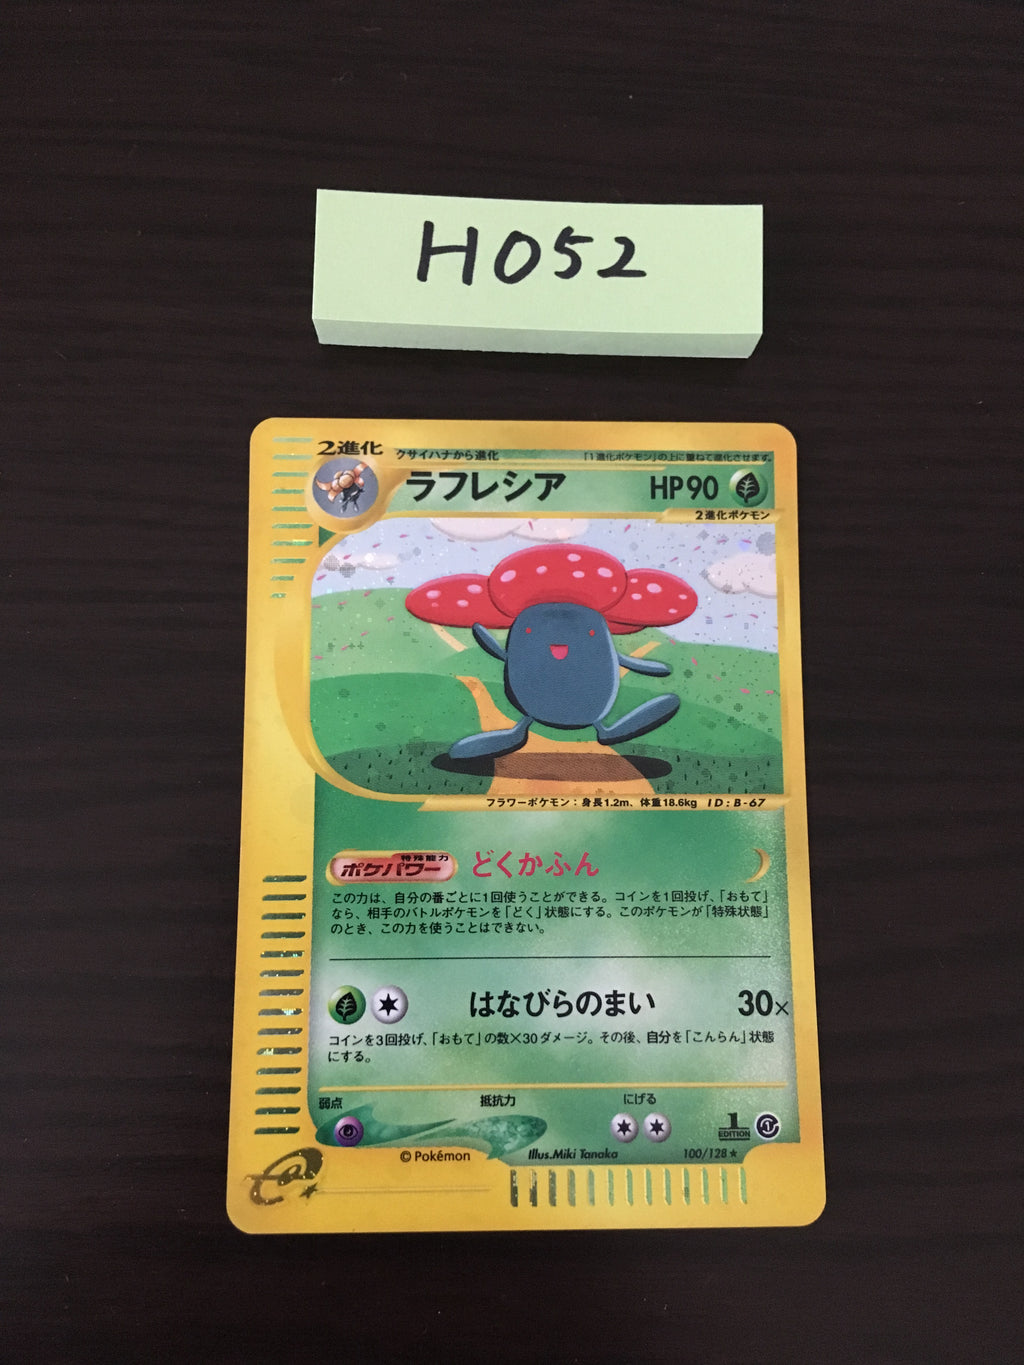 H052
2進化
クサイハナから進化
「1進化ポケモン」の上に重ねて進化させます。
ラフレシア
HP90
2進化ポケモン
フラワーポケモン：身長1.2m、体重18.6kg ID:B-67
特殊能力
ポケパワー
どくかふん
この力は、自分の番ごとに1回使うことができる。コインを1回投げ、「おもて」
なら、相手のバトルポケモンを「どく」状態にする。このポケモンが「特殊状態」
のとき、この力を使うことはできない。
はなびらのまい
30×
コインを3回投げ、「おもて」の数×30ダメージ。その後、自分を「こんらん」状態
にする。
弱点
抵抗力
にげる
1
EDITION
1
e
©Pokémon
Illus.Miki Tanaka
100/128★